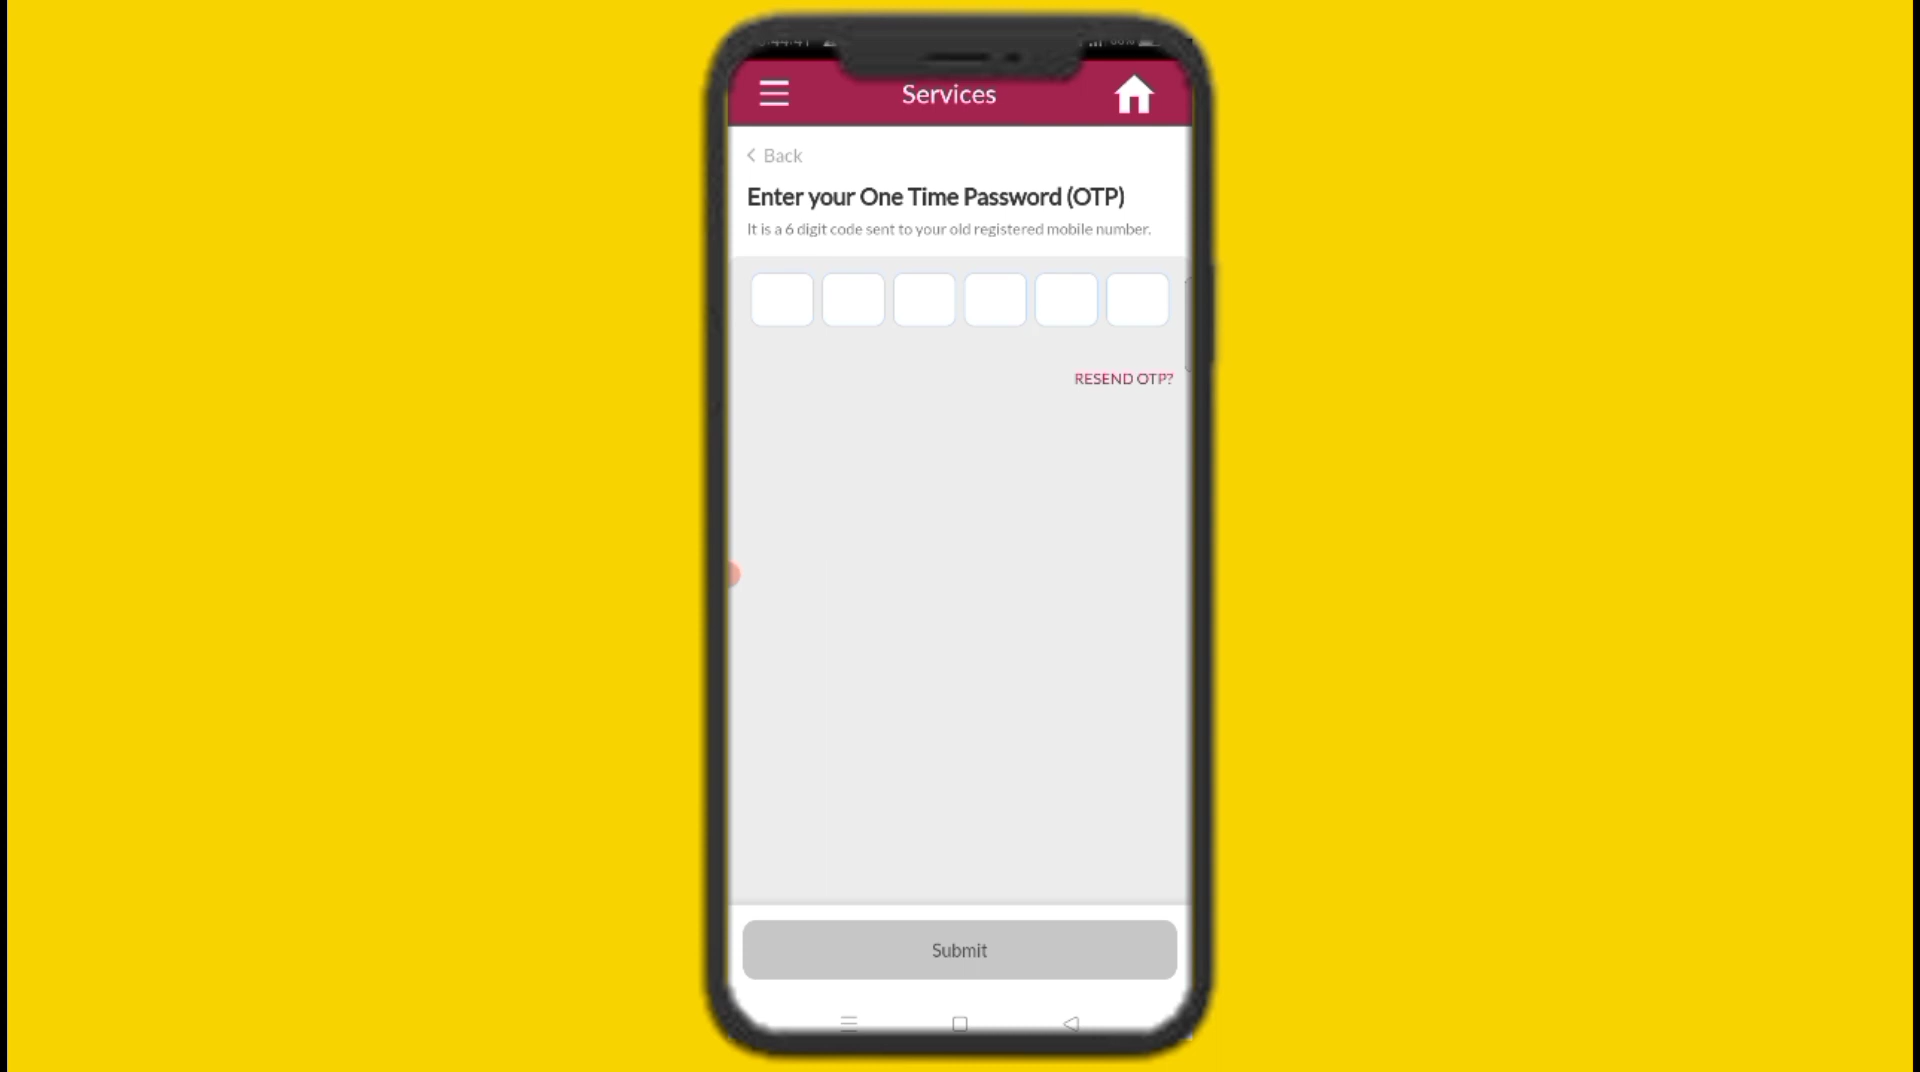 Services
Back
Enter your One Time Password (OTP)
It is a 6 digit code sent to your old registered mobile number.
RESEND OTP?
Submit